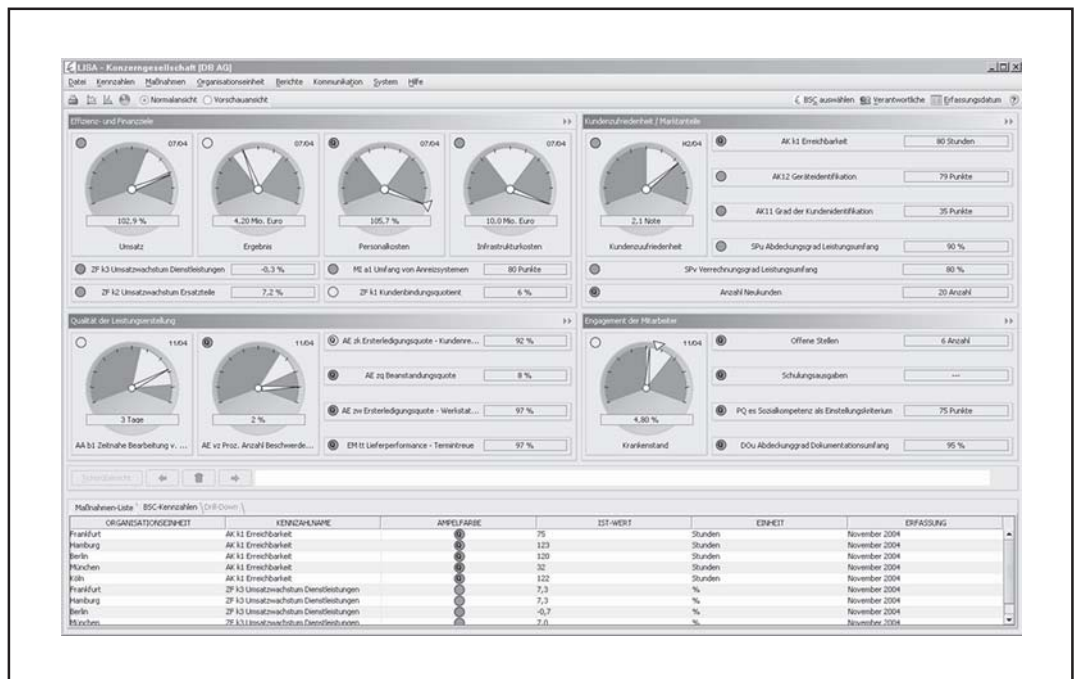 LISA - Konzerngesellschaft [DB AG]
Datei Kennzahlen Maßnahmen Organisationseinheit Berichte Kommunikation System Hilfe
Normalansicht Vorschauansicht BSC auswählen Verantwortliche Erfassungsdatum
Effizienz- und Finanzziele
07/04 07/04 07/04 07/04
102,9 % 4,20 Mio. Euro 105,7 % 10,0 Mio. Euro
Umsatz Ergebnis Personalkosten Infrastrukturkosten
ZF k3 Umsatzwachstum Dienstleistungen -0,3 % MI a1 Umfang von Anreizsystemen 80 Punkte
ZF k2 Umsatzwachstum Ersatzteile 7,2 % ZF k1 Kundenbindungsquotient 6 %
Kundenzufriedenheit / Marktanteile
H2/04
2,1 Note
Kundenzuufriedenheit
AK k1 Erreichbarkeit 80 Stunden
AK12 Geräteidentifikation 79 Punkte
AK11 Grad der Kundenidentifikation 35 Punkte
SPu Abdeckungsgrad Leistungsumfang 90 %
SPv Verrechnungsgrad Leistungsumfang 80 %
Anzahl Neukunden 20 Anzahl
Qualität der Leistungserstellung
11/04 11/04
3 Tage 2 %
AA b1 Zeitnahe Bearbeitung v. ... AE vz Proz. Anzahl Beschwerde...
AE zk Ersterledigungsquote - Kundenre... 92 %
AE zq Beanstandungsquote 8 %
AE zw Ersterledigungsquote - Werkstat... 97 %
EM-tt Lieferperformance - Termintreue 97 %
Engagement der Mitarbeiter
11/04
4,80 %
Krankenstand
Offene Stellen 6 Anzahl
Schulungsausgaben ---
PQ es Sozialkompetenz als Einstellungskriterium 75 Punkte
DOu Abdeckunggrad Dokumentationsumfang 95 %
Maßnahmen-Liste BSC-Kennzahlen Drill-Down
ORGANISATIONSEINHEIT KENNZAHLNAME AMPELFARBE IST-WERT EINHEIT ERFASSUNG
Frankfurt AK k1 Erreichbarkeit 75 Stunden November 2004
Hamburg AK k1 Erreichbarkeit 123 Stunden November 2004
Berlin AK k1 Erreichbarkeit 120 Stunden November 2004
München AK k1 Erreichbarkeit 32 Stunden November 2004
Köln AK k1 Erreichbarkeit 122 Stunden November 2004
Frankfurt ZF k3 Umsatzwachstum Dienstleistungen 7,3 % November 2004
Hamburg ZF k3 Umsatzwachstum Dienstleistungen 7,3 % November 2004
Berlin ZF k3 Umsatzwachstum Dienstleistungen -0,7 % November 2004
München ZF k3 Umsatzwachstum Dienstleistungen 7,0 % November 2004